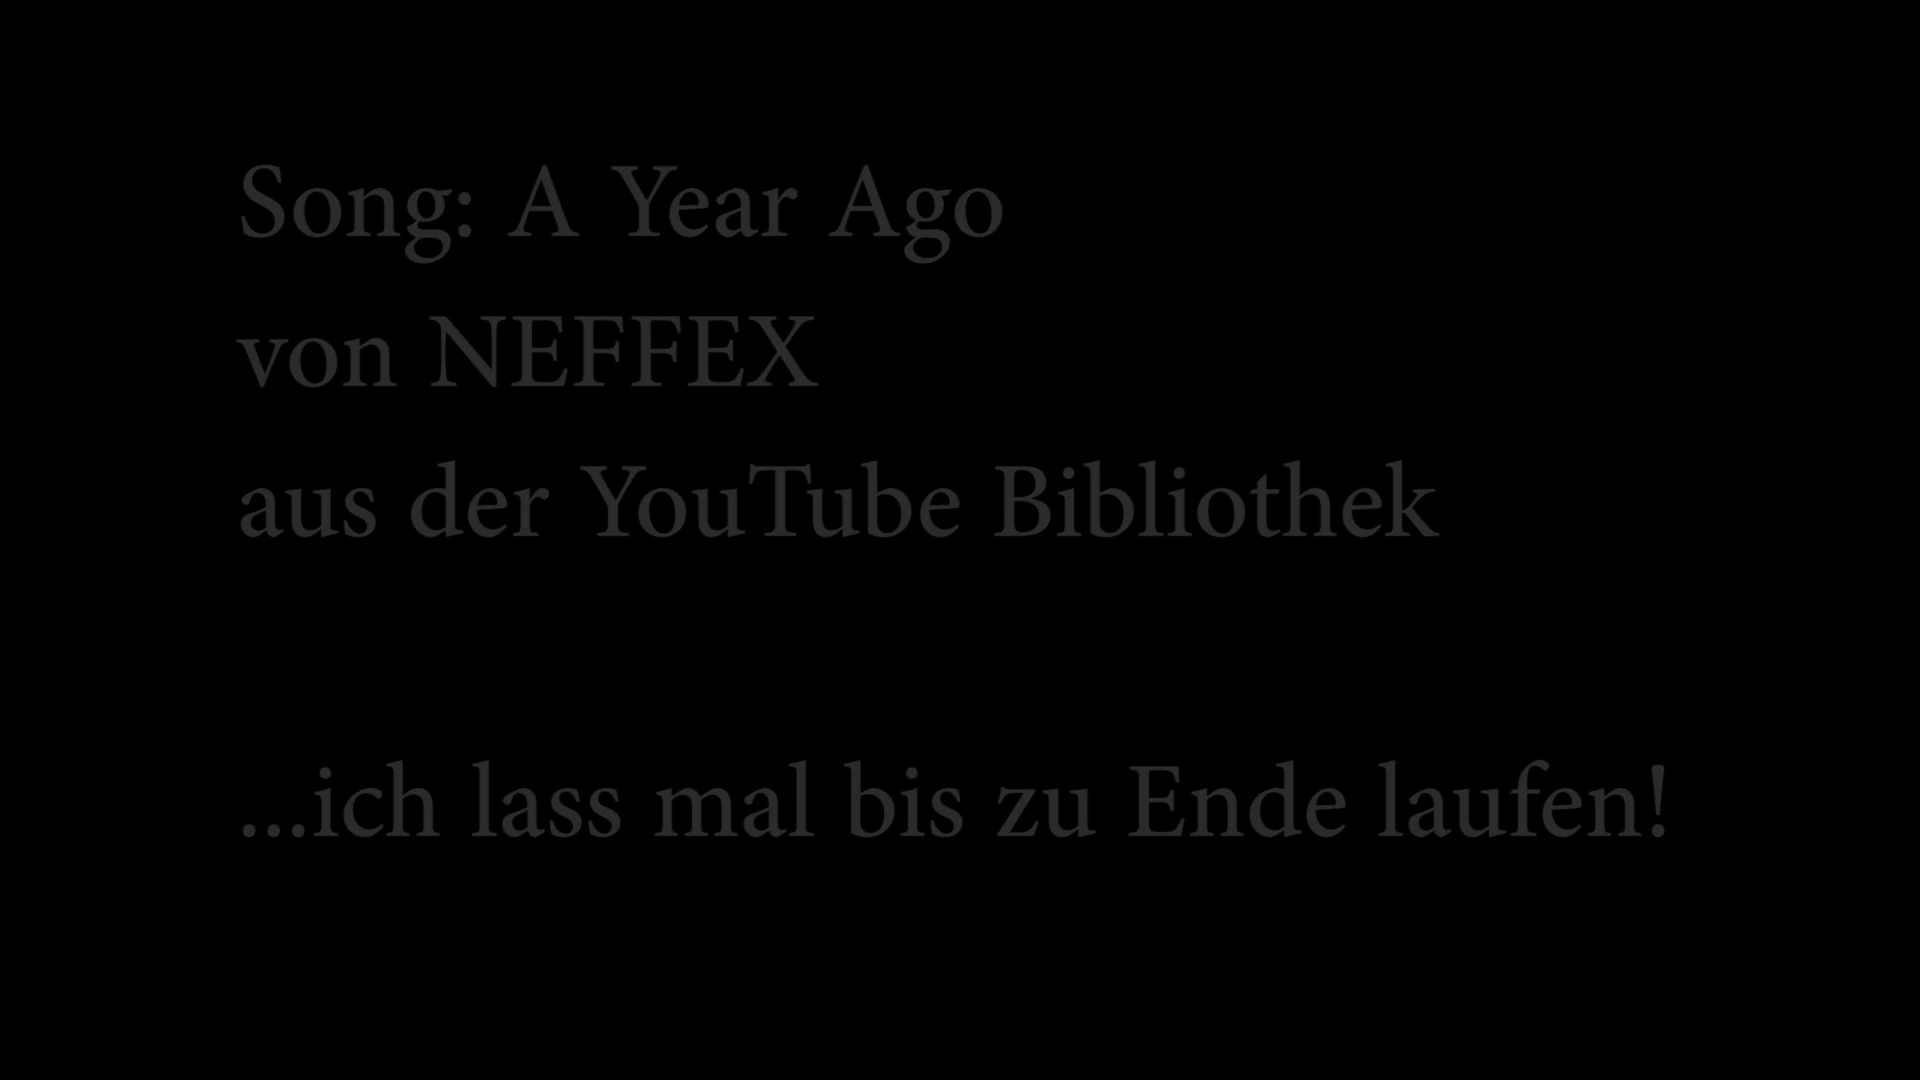 Song: A Year Ago
von NEFFEX
aus der YouTube Bibliothek
...ich lass mal bis zu Ende laufen!